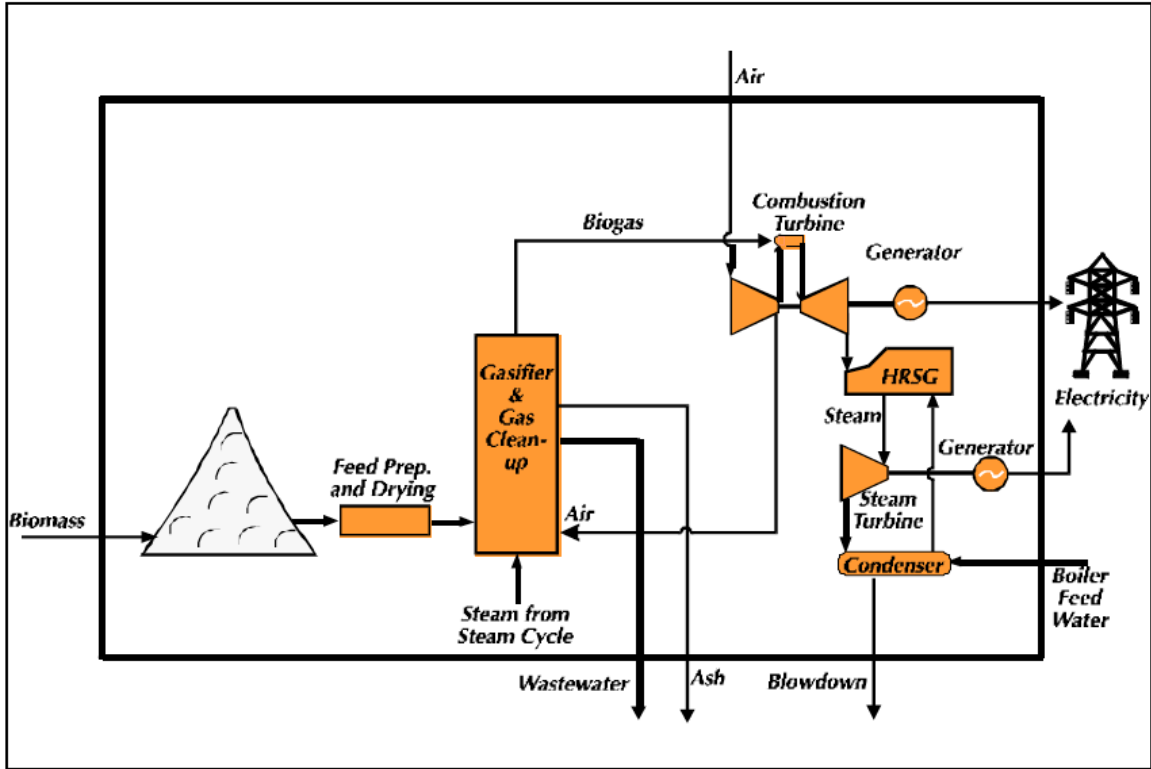 Air
Combustion
Turbine
Biogas
Generator
Gasifier
&
Gas
Clean-
up
HRSG
Electricity
Steam
Generator
Feed Prep.
and Drying
Steam
Turbine
Biomass
Air
Condenser
Boiler
Feed
Water
Steam from
Steam Cycle
Wastewater
Ash
Blowdown